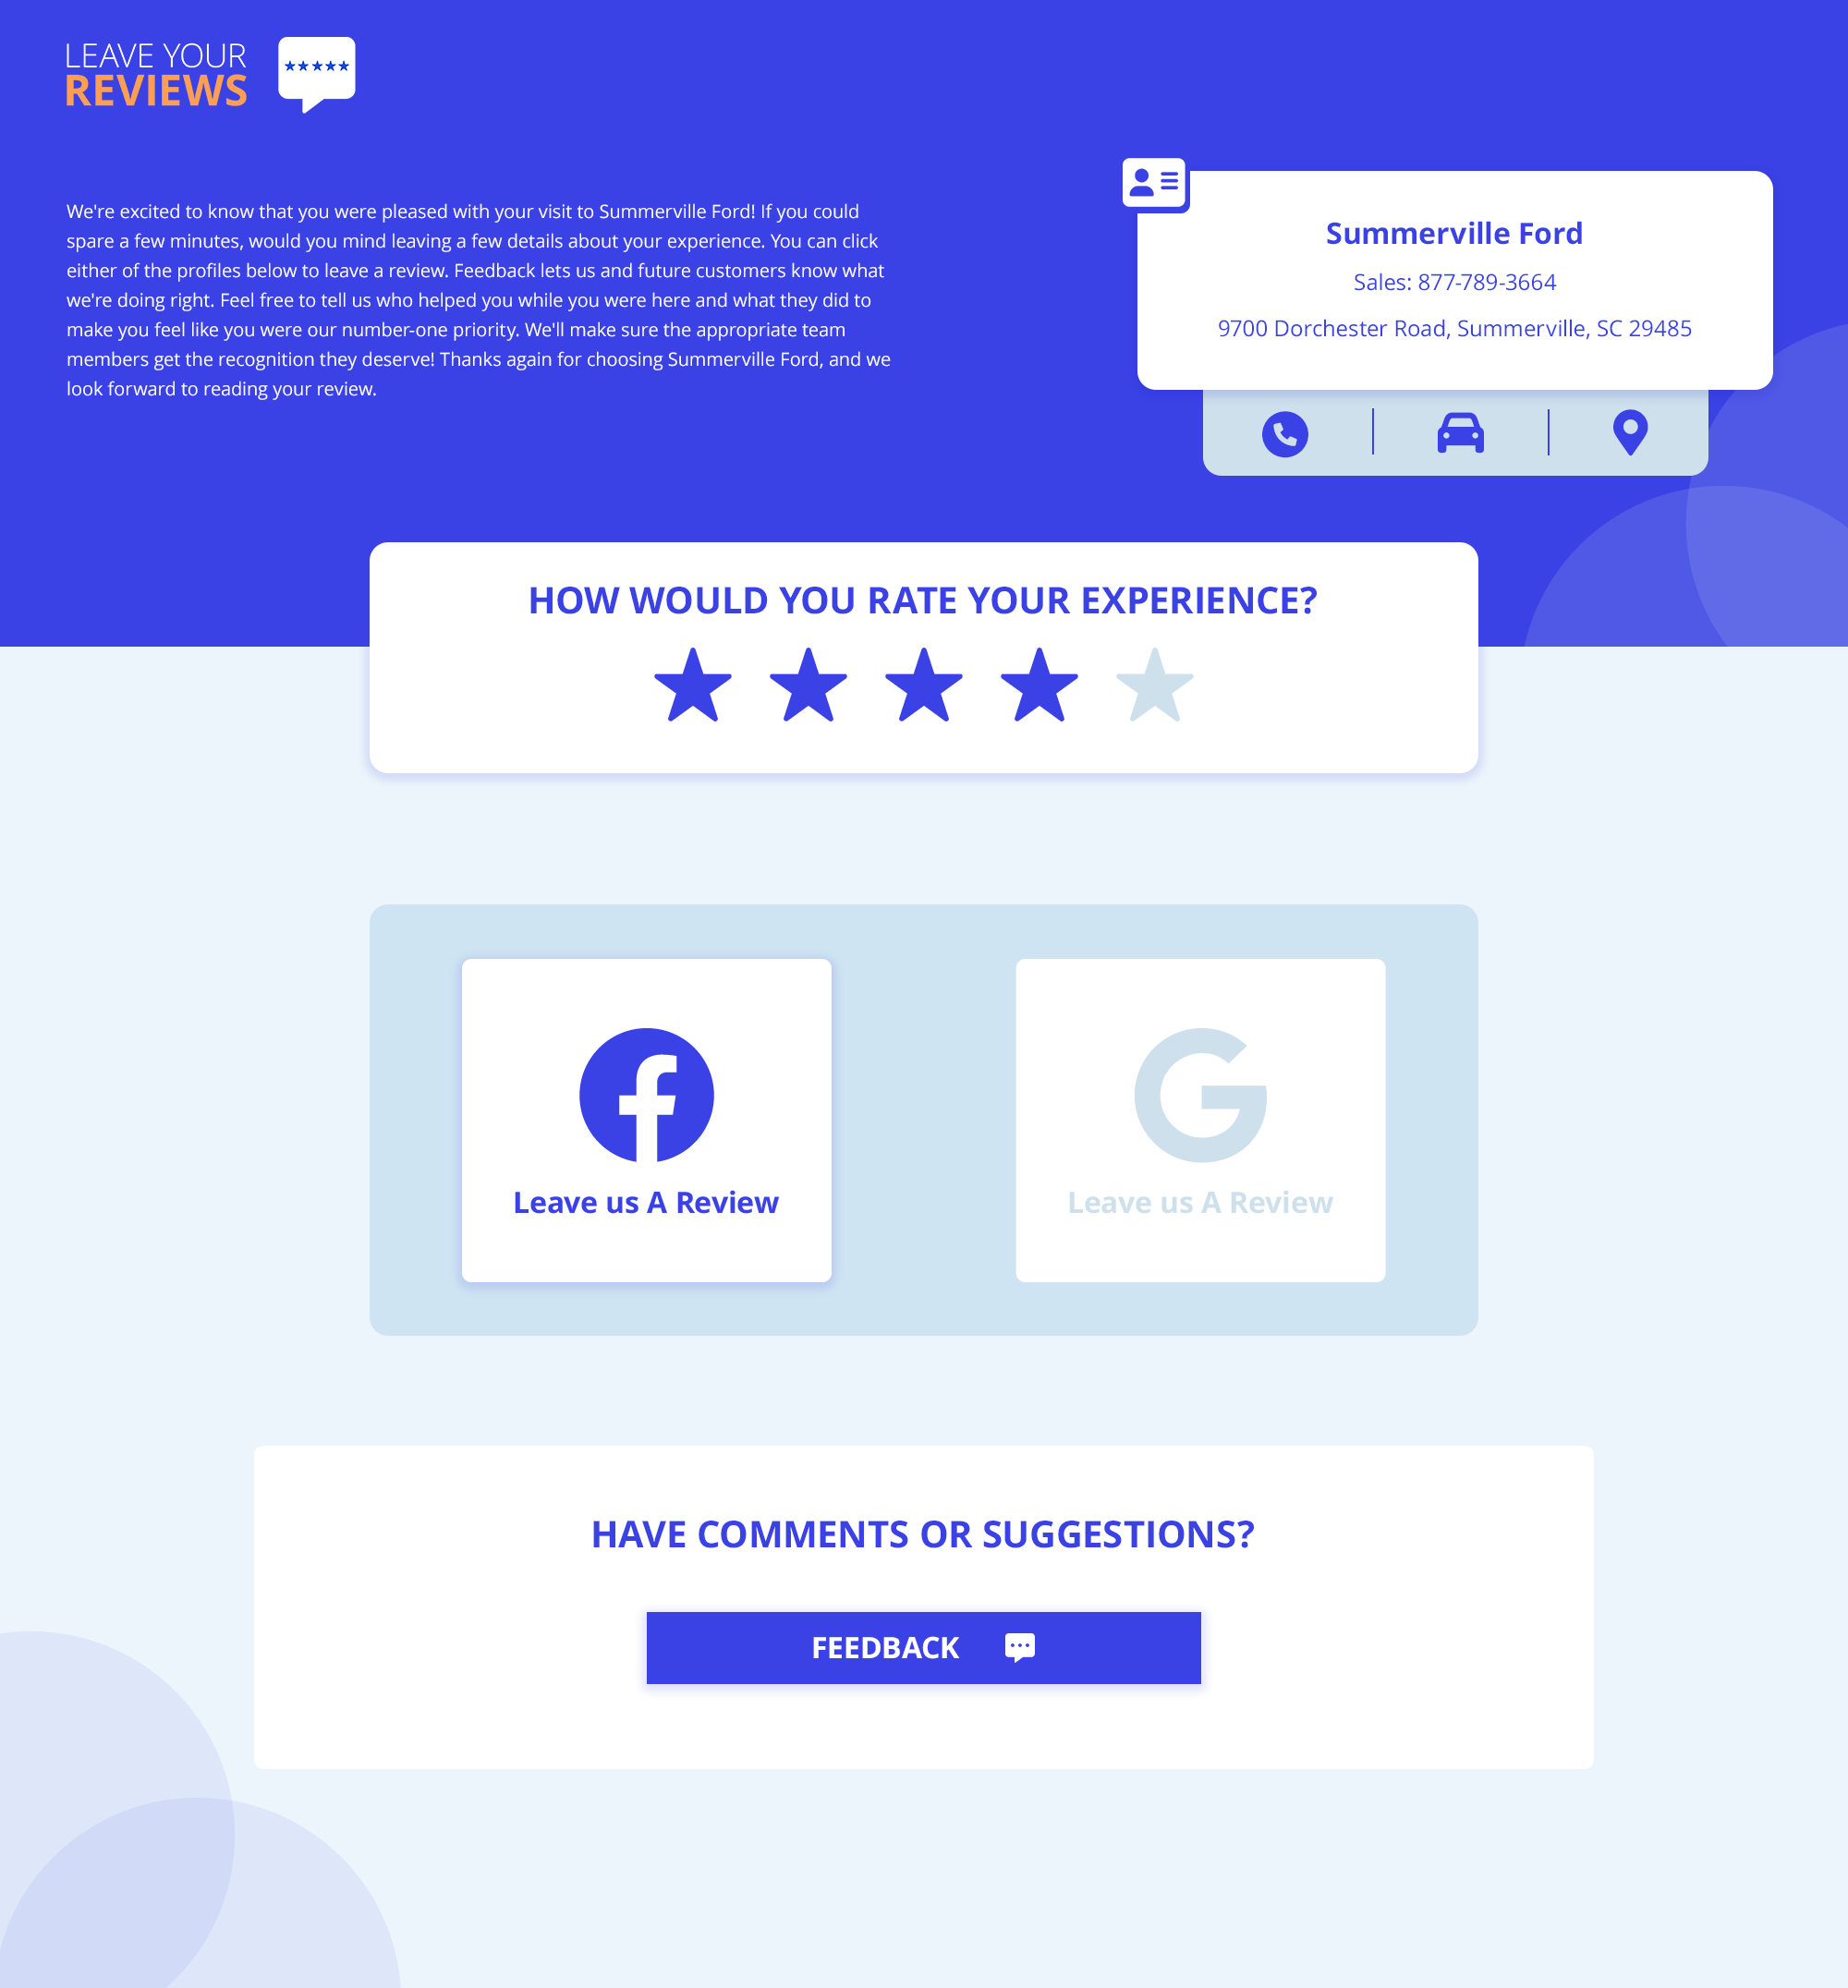 LEAVE YOUR
REVIEWS
We're excited to know that you were pleased with your visit to Summerville Ford! If you could
spare a few minutes, would you mind leaving a few details about your experience. You can click
either of the profiles below to leave a review. Feedback lets us and future customers know what
we're doing right. Feel free to tell us who helped you while you were here and what they did to
make you feel like you were our number-one priority. We'll make sure the appropriate team
members get the recognition they deserve! Thanks again for choosing Summerville Ford, and we
look forward to reading your review.
Summerville Ford
Sales: 877-789-3664
9700 Dorchester Road, Summerville, SC 29485
HOW WOULD YOU RATE YOUR EXPERIENCE?
Leave us A Review
Leave us A Review
HAVE COMMENTS OR SUGGESTIONS?
FEEDBACK